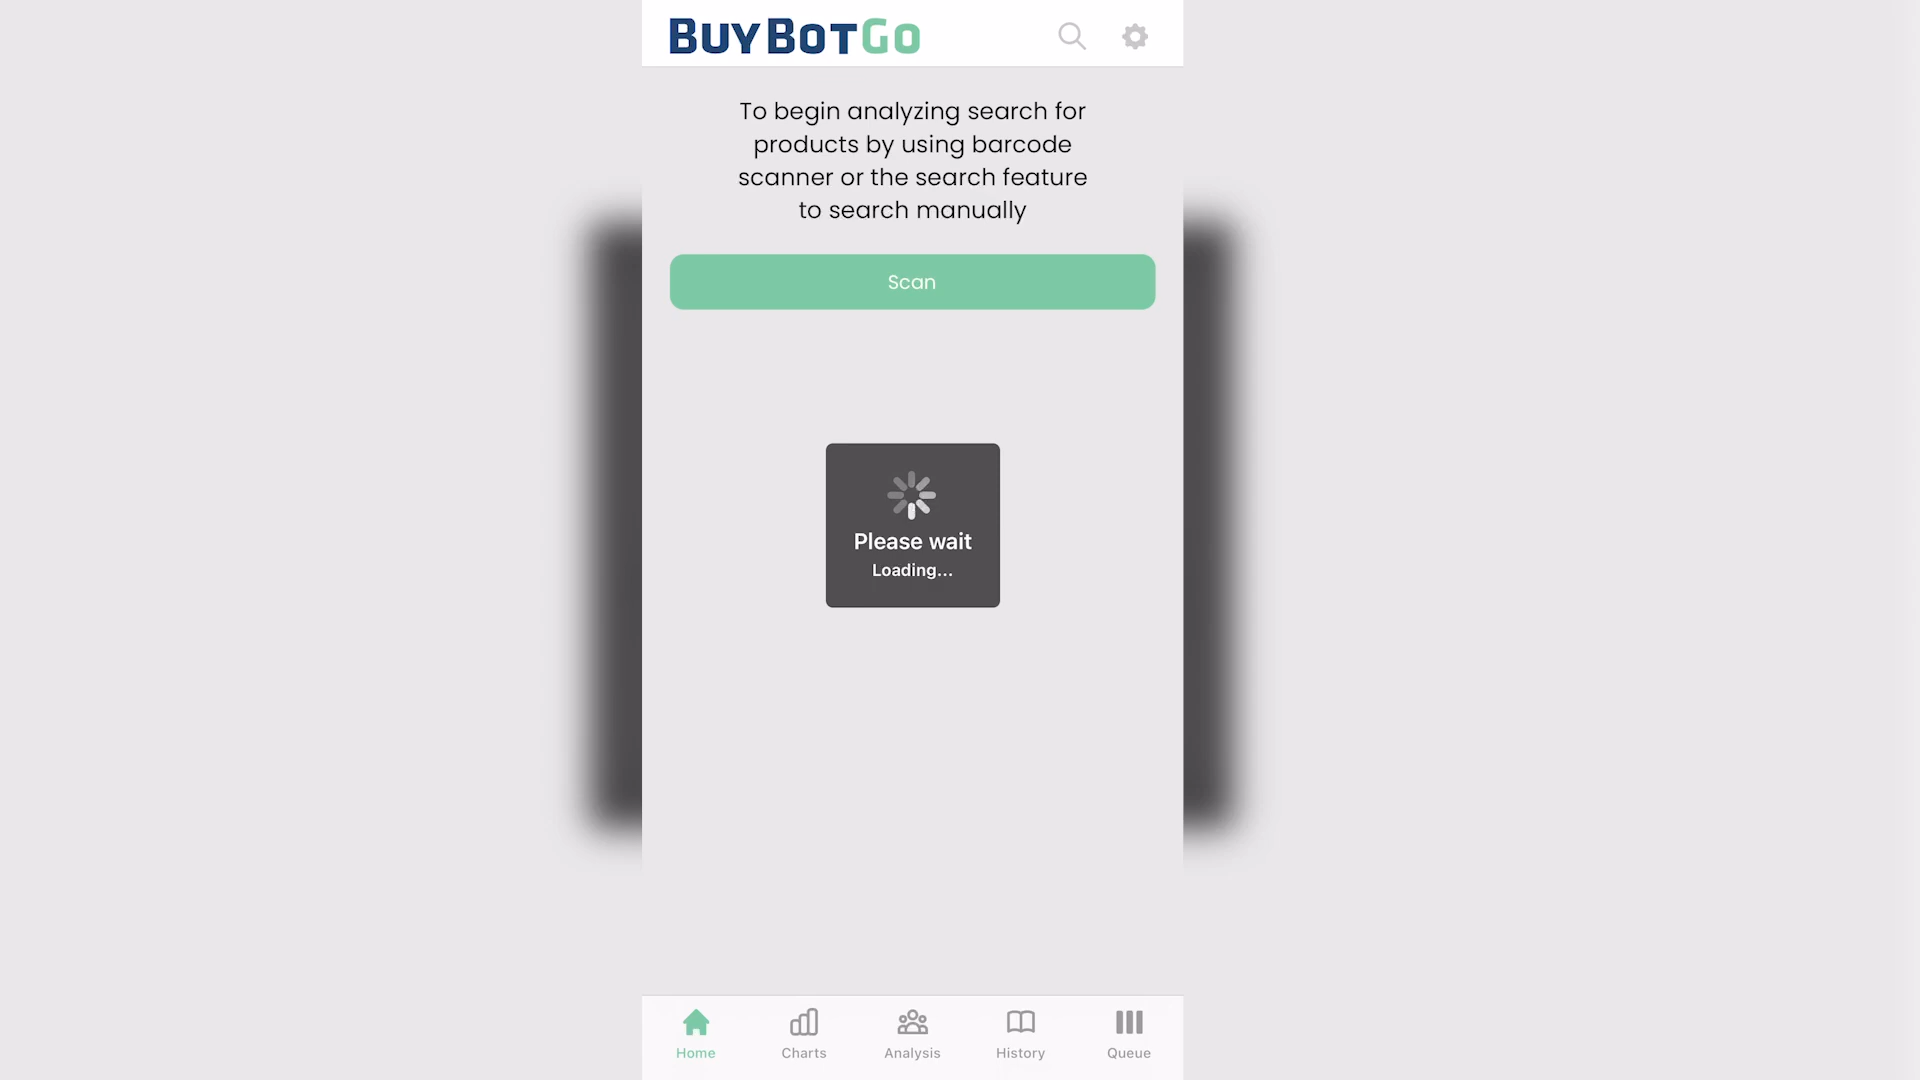 BuyBotGo
To begin analyzing search for
products by using barcode
scanner or the search feature
to search manually
Scan
Please wait
Loading...
Home
Charts
Analysis
History
Queue